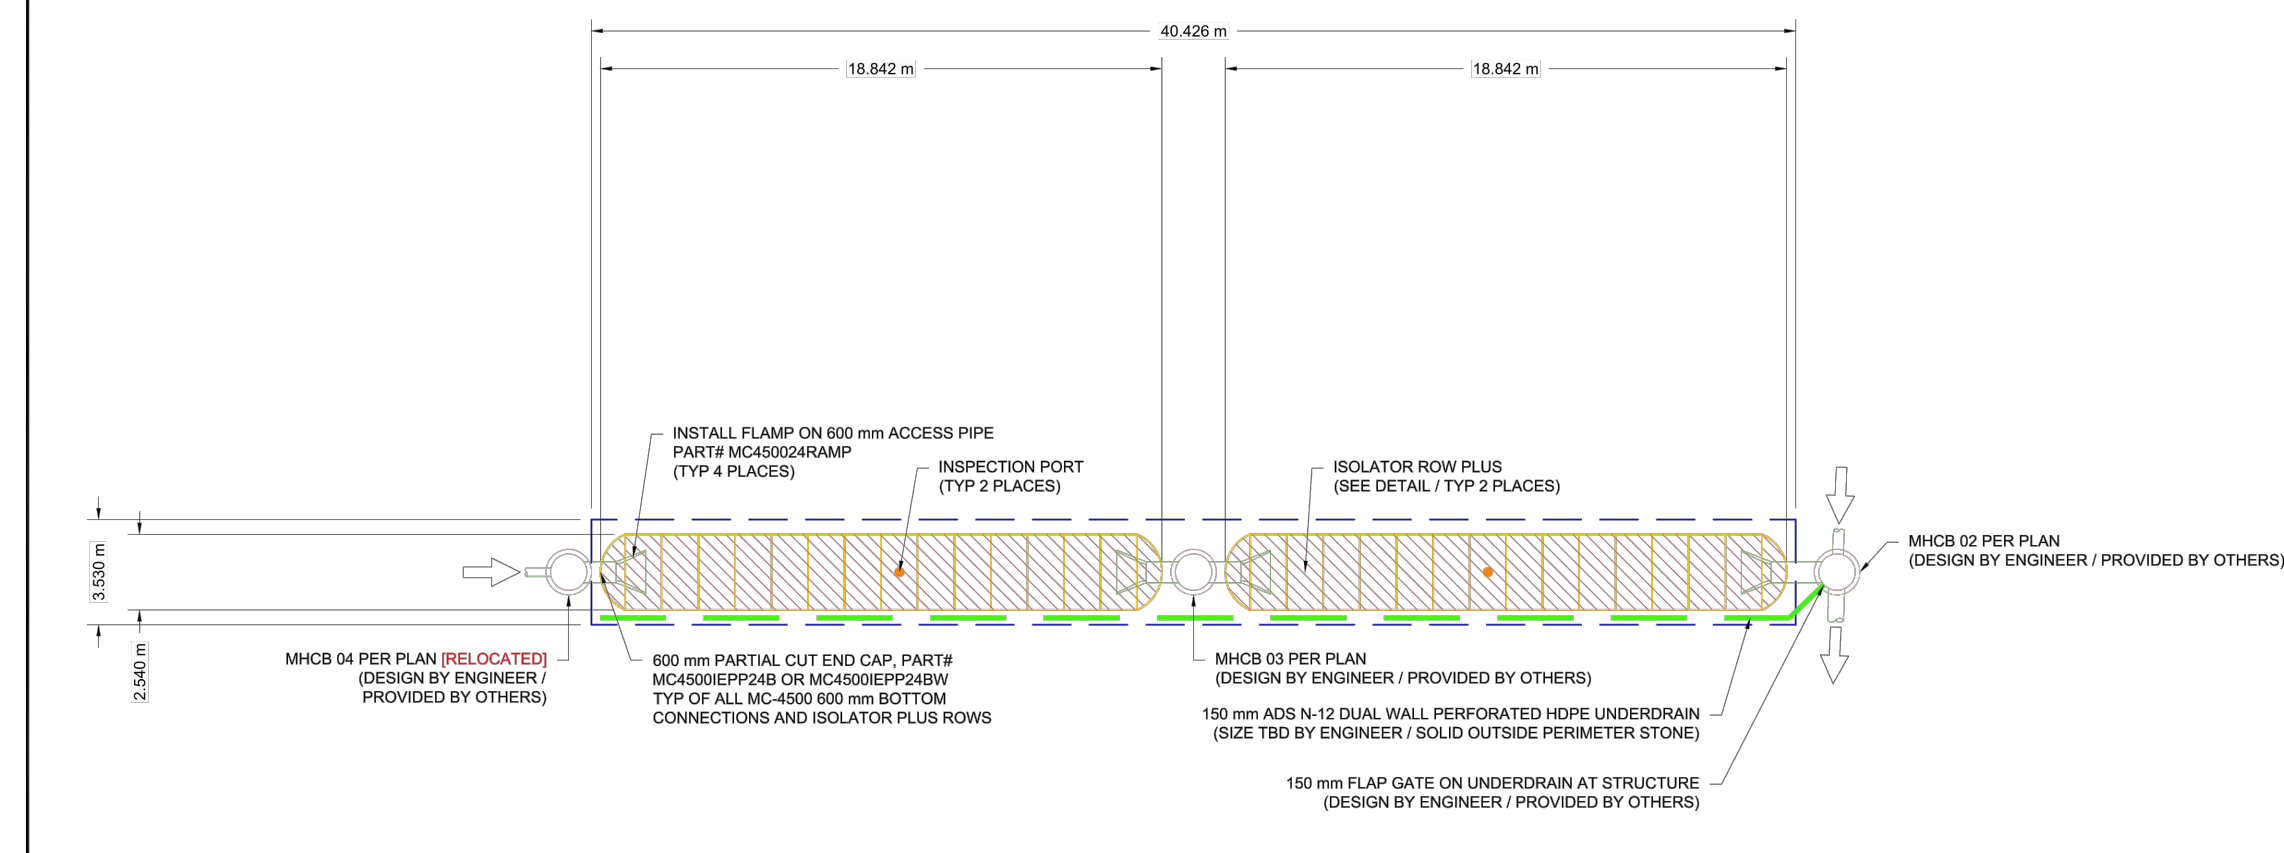 40.426 m
18.842 m
18.842 m
INSTALL FLAMP ON 600 mm ACCESS PIPE
PART# MC450024RAMP
(TYP 4 PLACES)
INSPECTION PORT
(TYP 2 PLACES)
ISOLATOR ROW PLUS
(SEE DETAIL / TYP 2 PLACES)
MHCB 02 PER PLAN
(DESIGN BY ENGINEER / PROVIDED BY OTHERS)
3.530 m
2.540 m
MHCB 04 PER PLAN [RELOCATED]
(DESIGN BY ENGINEER /
PROVIDED BY OTHERS)
600 mm PARTIAL CUT END CAP, PART#
MC4500IEPP24B OR MC4500IEPP24BW
TYP OF ALL MC-4500 600 mm BOTTOM
CONNECTIONS AND ISOLATOR PLUS ROWS
MHCB 03 PER PLAN
(DESIGN BY ENGINEER / PROVIDED BY OTHERS)
150 mm ADS N-12 DUAL WALL PERFORATED HDPE UNDERDRAIN
(SIZE TBD BY ENGINEER / SOLID OUTSIDE PERIMETER STONE)
150 mm FLAP GATE ON UNDERDRAIN AT STRUCTURE
(DESIGN BY ENGINEER / PROVIDED BY OTHERS)